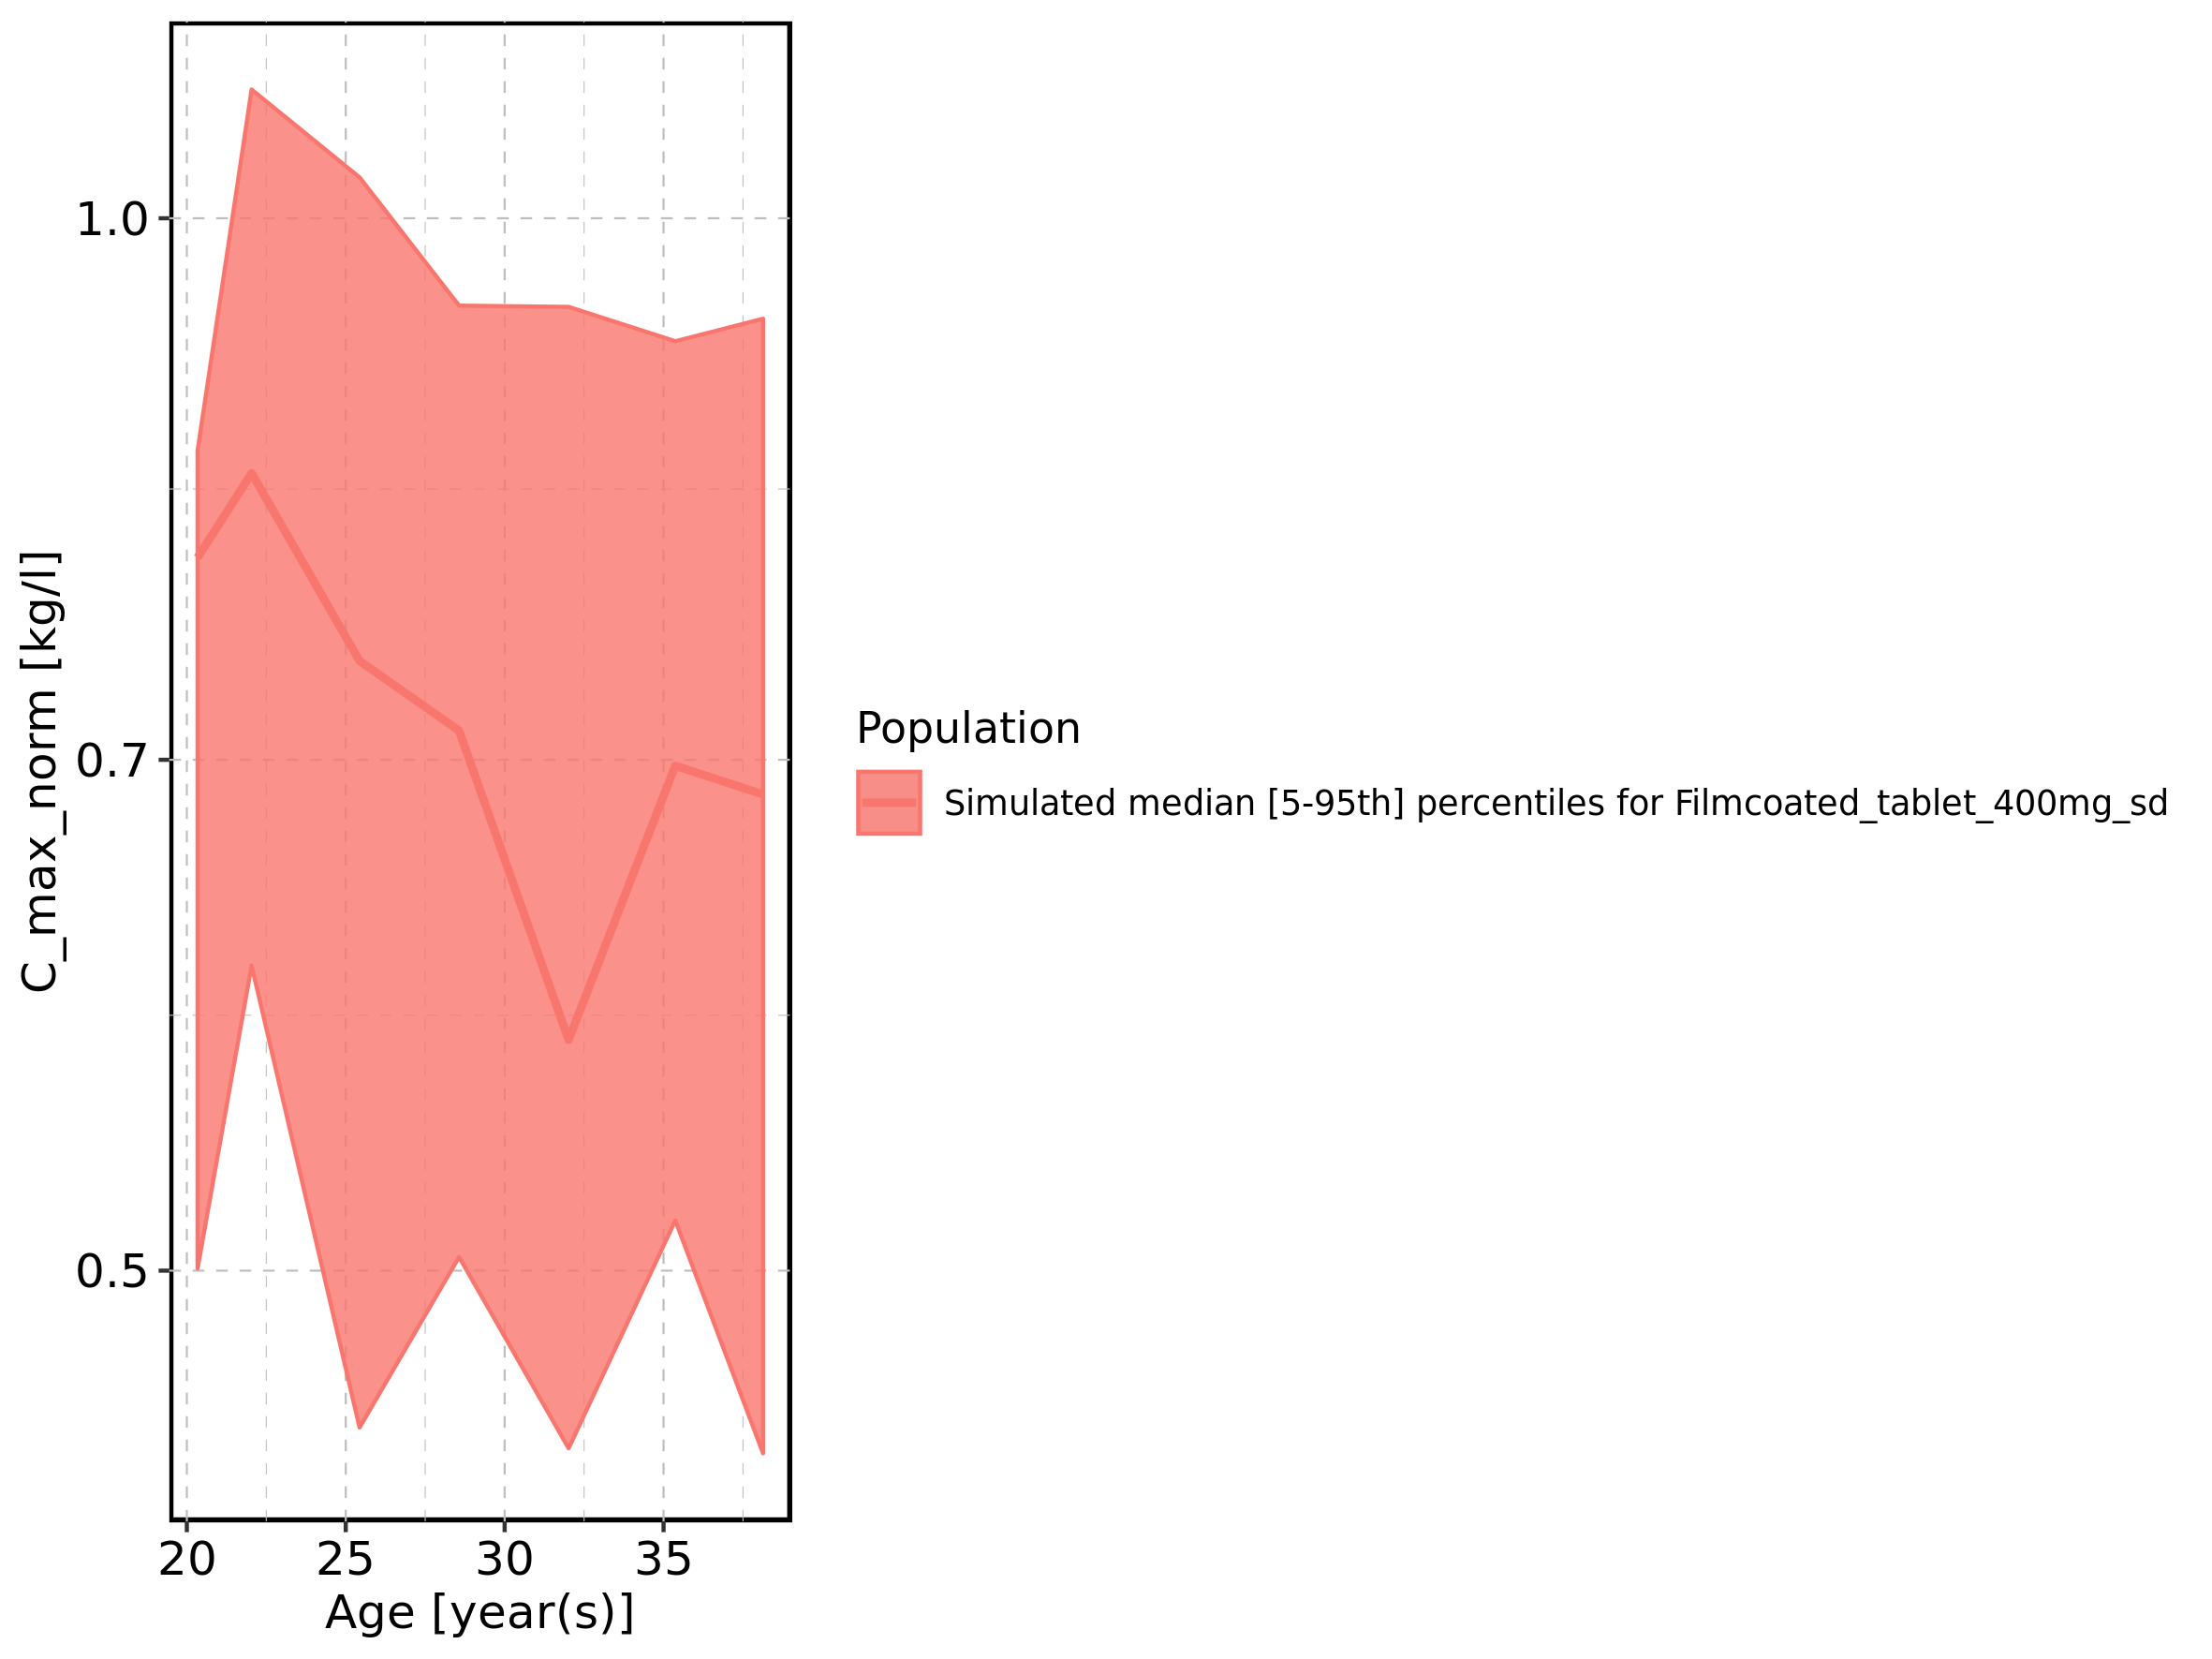 C_max_norm [kg/l]
1.0
0.7
0.5
20 25 30 35
Age [year(s)]
Population
Simulated median [5-95th] percentiles for Filmcoated_tablet_400mg_sd